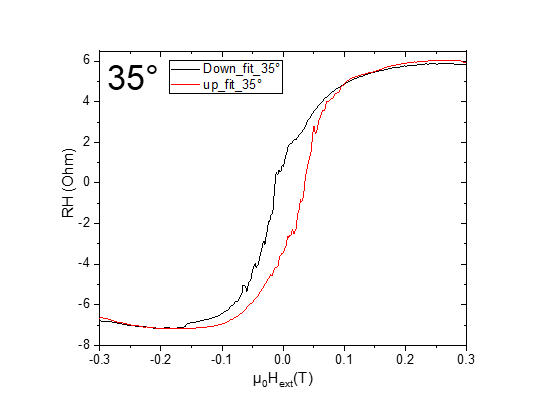 35°
Down_fit_35°
up_fit_35°
RH (Ohm)
6
4
2
0
-2
-4
-6
-8
-0.3 -0.2 -0.1 0.0 0.1 0.2 0.3
μ₀Hₑₓₜ(T)